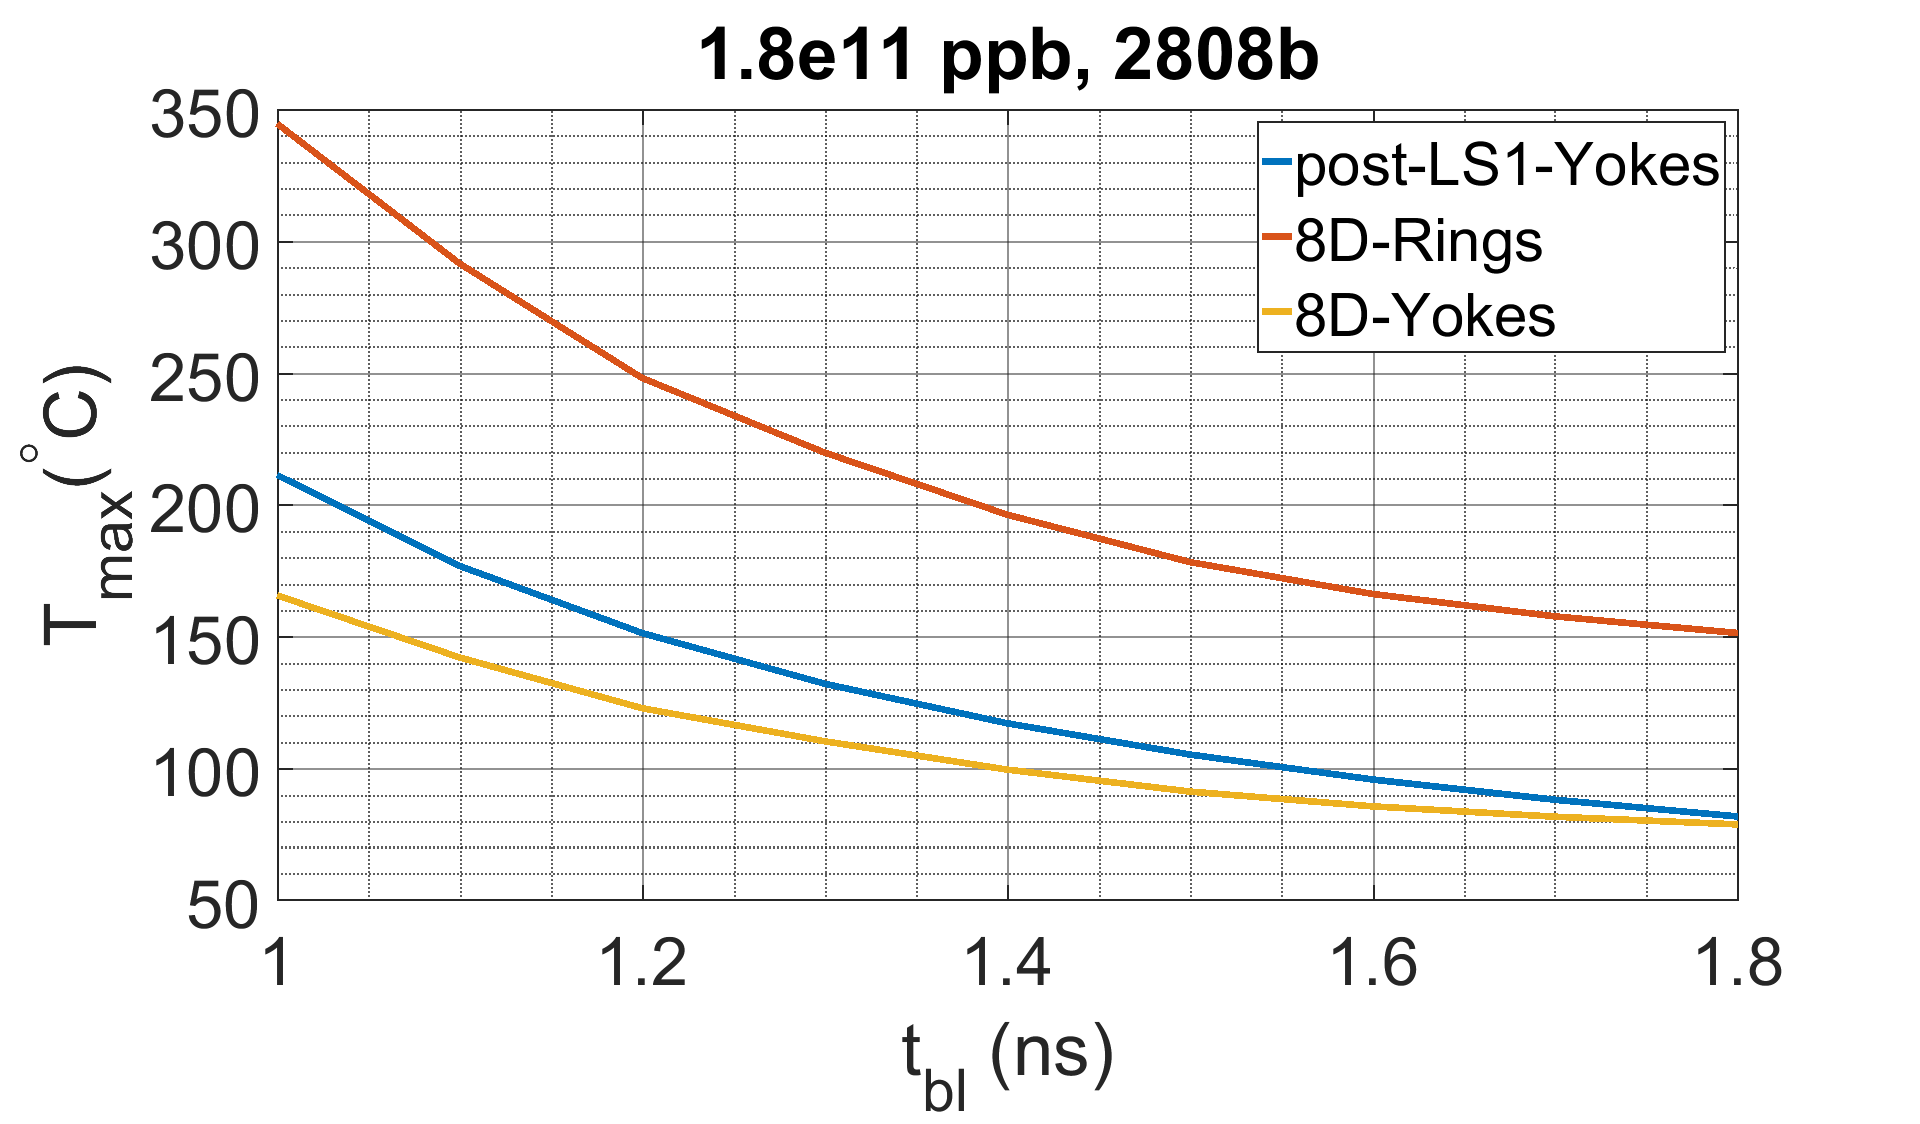 1.8e11 ppb, 2808b
350
300
250
200
150
100
50
T_max (°C)
post-LS1-Yokes
8D-Rings
8D-Yokes
1 1.2 1.4 1.6 1.8
t_bl (ns)